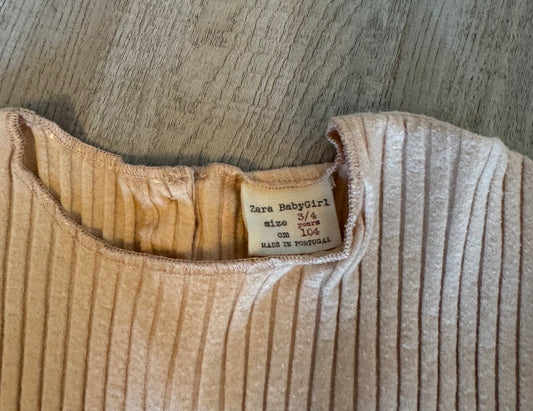 Zara BabyGirl
size 3/4
years
cm 104
MADE IN PORTUGAL